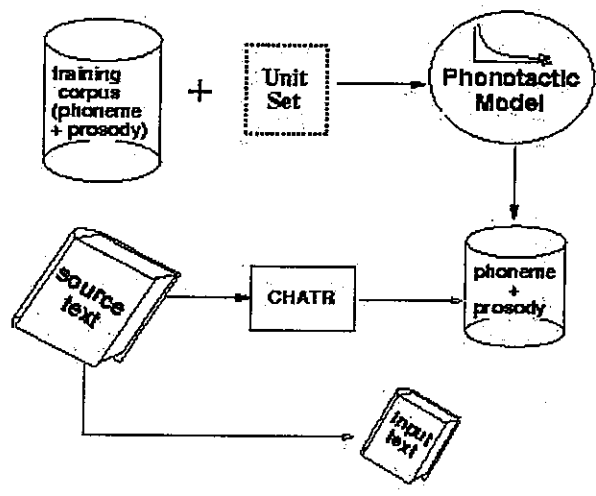 training
corpus
(phoneme
+ prosody)
+
Unit
Set
Phonotactic
Model
source
text
CHATR
phoneme
+
prosody
input
text